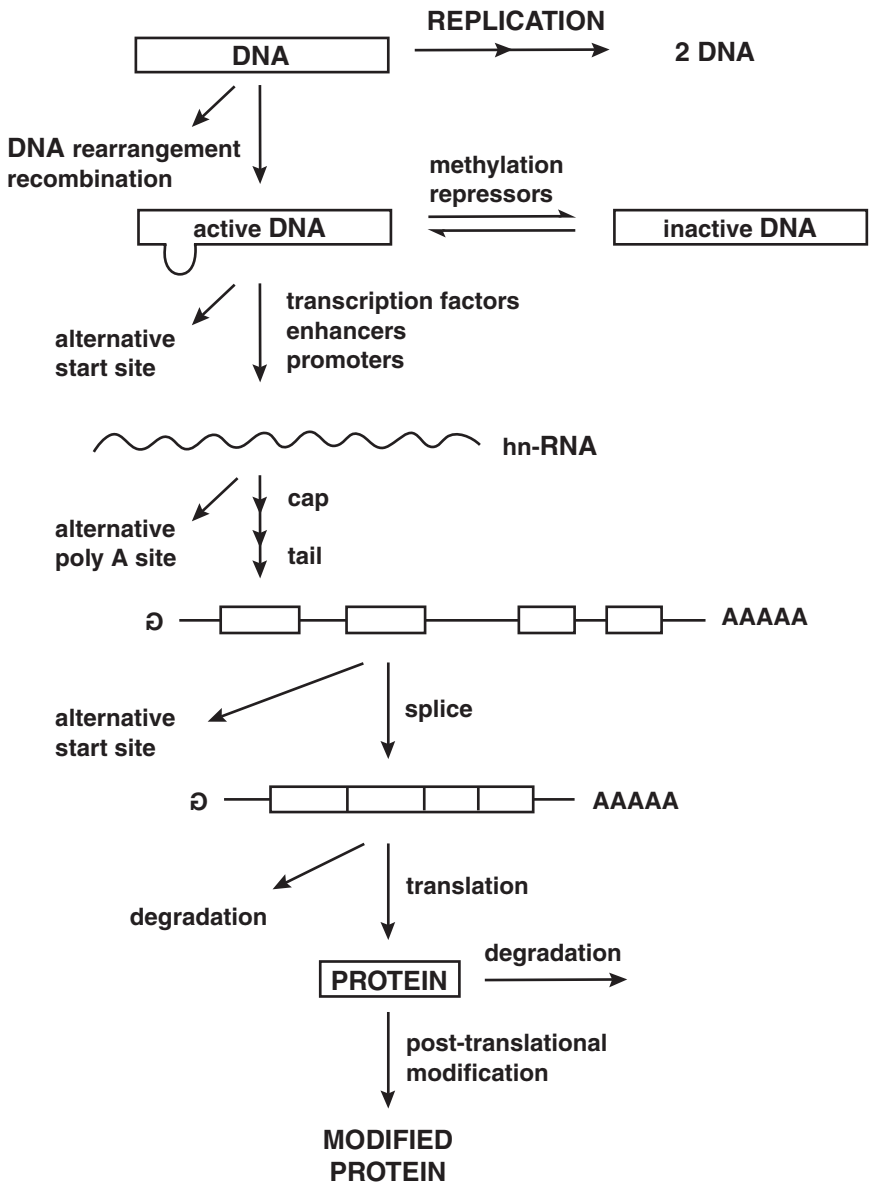 REPLICATION
DNA
2 DNA
DNA rearrangement
recombination
methylation
repressors
active DNA
inactive DNA
transcription factors
enhancers
promoters
alternative
start site
hn-RNA
cap
alternative
poly A site
tail
G
AAAAA
splice
alternative
start site
G
AAAAA
translation
degradation
degradation
PROTEIN
post-translational
modification
MODIFIED
PROTEIN